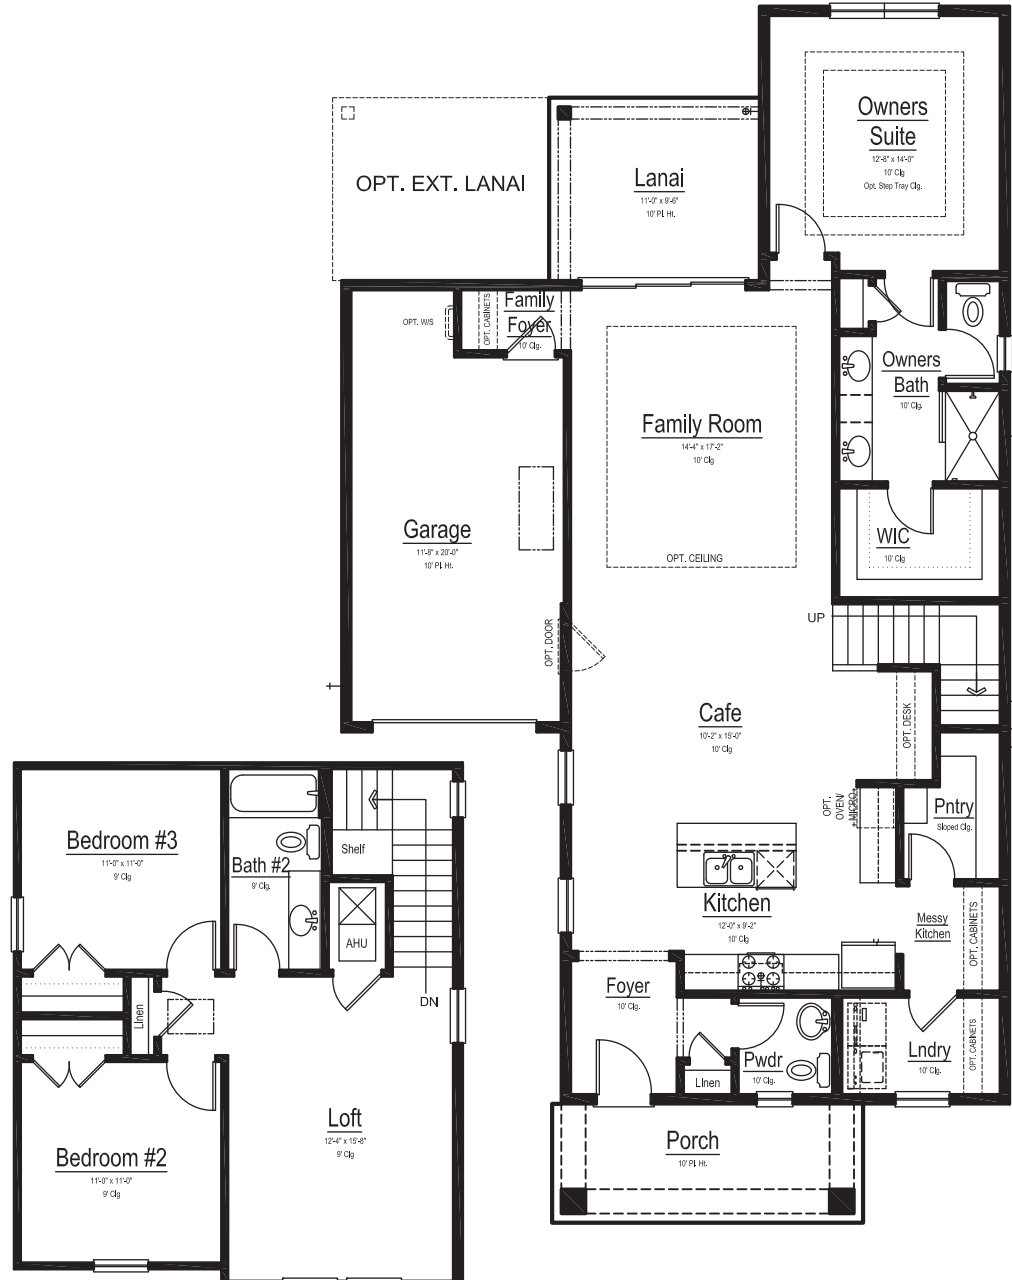 Owners
Suite
12'-8" x 14'-0"
10' Clg
Opt. Step Tray Clg.
OPT. EXT. LANAI
Lanai
11'-0" x 9'-6"
10' Pl. Ht.
OPT. W/S
OPT. CABINETS
Family
Foyer
10' Clg.
Owners
Bath
10' Clg.
Family Room
14'-4" x 17'-2"
10' Clg
OPT. CEILING
Garage
11'-8" x 20'-0"
10' Pl. Ht.
WIC
10' Clg
UP
OPT. DOOR
Cafe
10'-2" x 15'-0"
10' Clg
OPT. DESK
OPT.
OVEN/
MICRO
Pntry
Sloped Clg.
Kitchen
12'-0" x 9'-2"
10' Clg
Messy
Kitchen
OPT. CABINETS
Foyer
10' Clg.
Linen
Pwdr
10' Clg.
Lndry
10' Clg.
OPT. CABINETS
Porch
10' Pl. Ht.
Bedroom #3
11'-0" x 11'-0"
9' Clg
Bath #2
9' Clg.
Shelf
AHU
DN
Linen
Loft
12'-4" x 15'-8"
9' Clg
Bedroom #2
11'-0" x 11'-0"
9' Clg